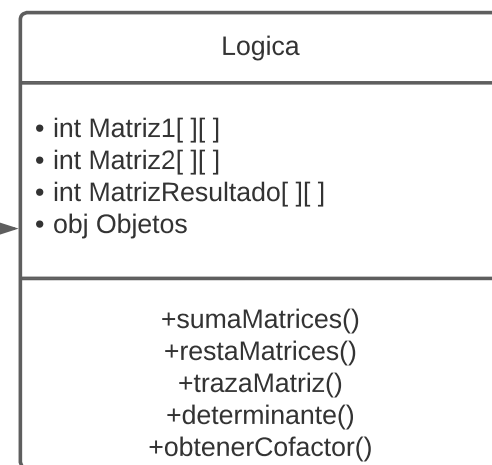 Logica
• int Matriz1[ ][ ]
• int Matriz2[ ][ ]
• int MatrizResultado[ ][ ]
• obj Objetos
+sumaMatrices()
+restaMatrices()
+trazaMatriz()
+determinante()
+obtenerCofactor()